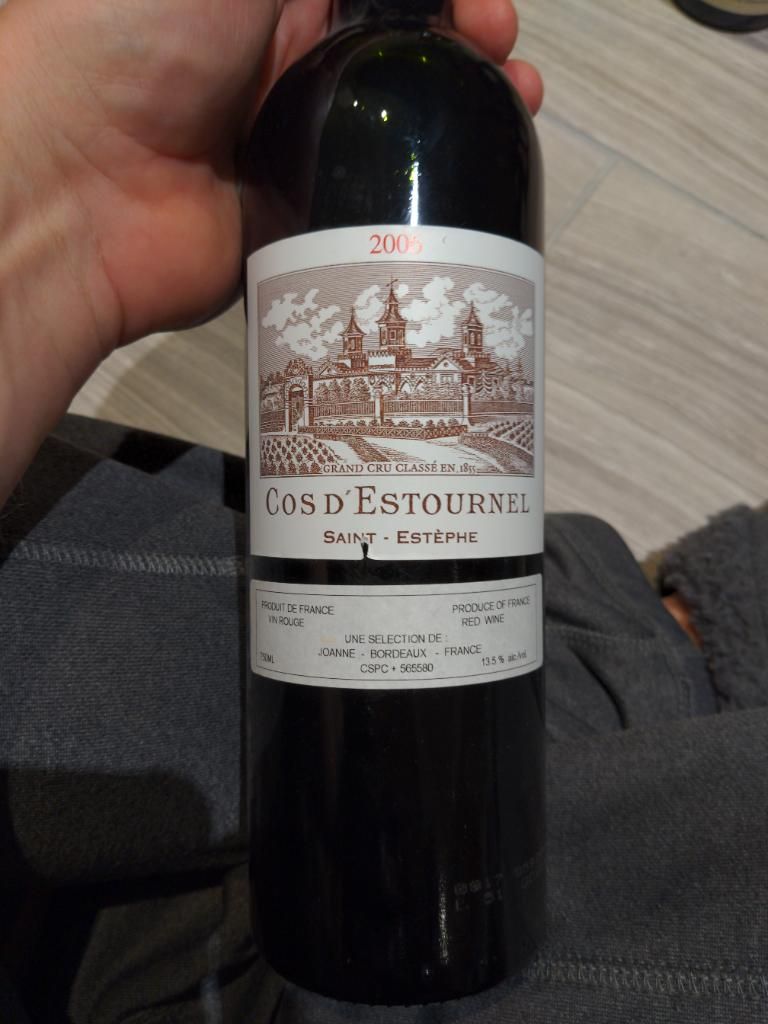 2006
GRAND CRU CLASSÉ EN 1855
COS D'ESTOURNEL
SAINT - ESTÈPHE
PRODUIT DE FRANCE
VIN ROUGE
PRODUCE OF FRANCE
RED WINE
UNE SELECTION DE :
JOANNE - BORDEAUX - FRANCE
750ML
CSPC + 565580
13.5 % alc./vol.